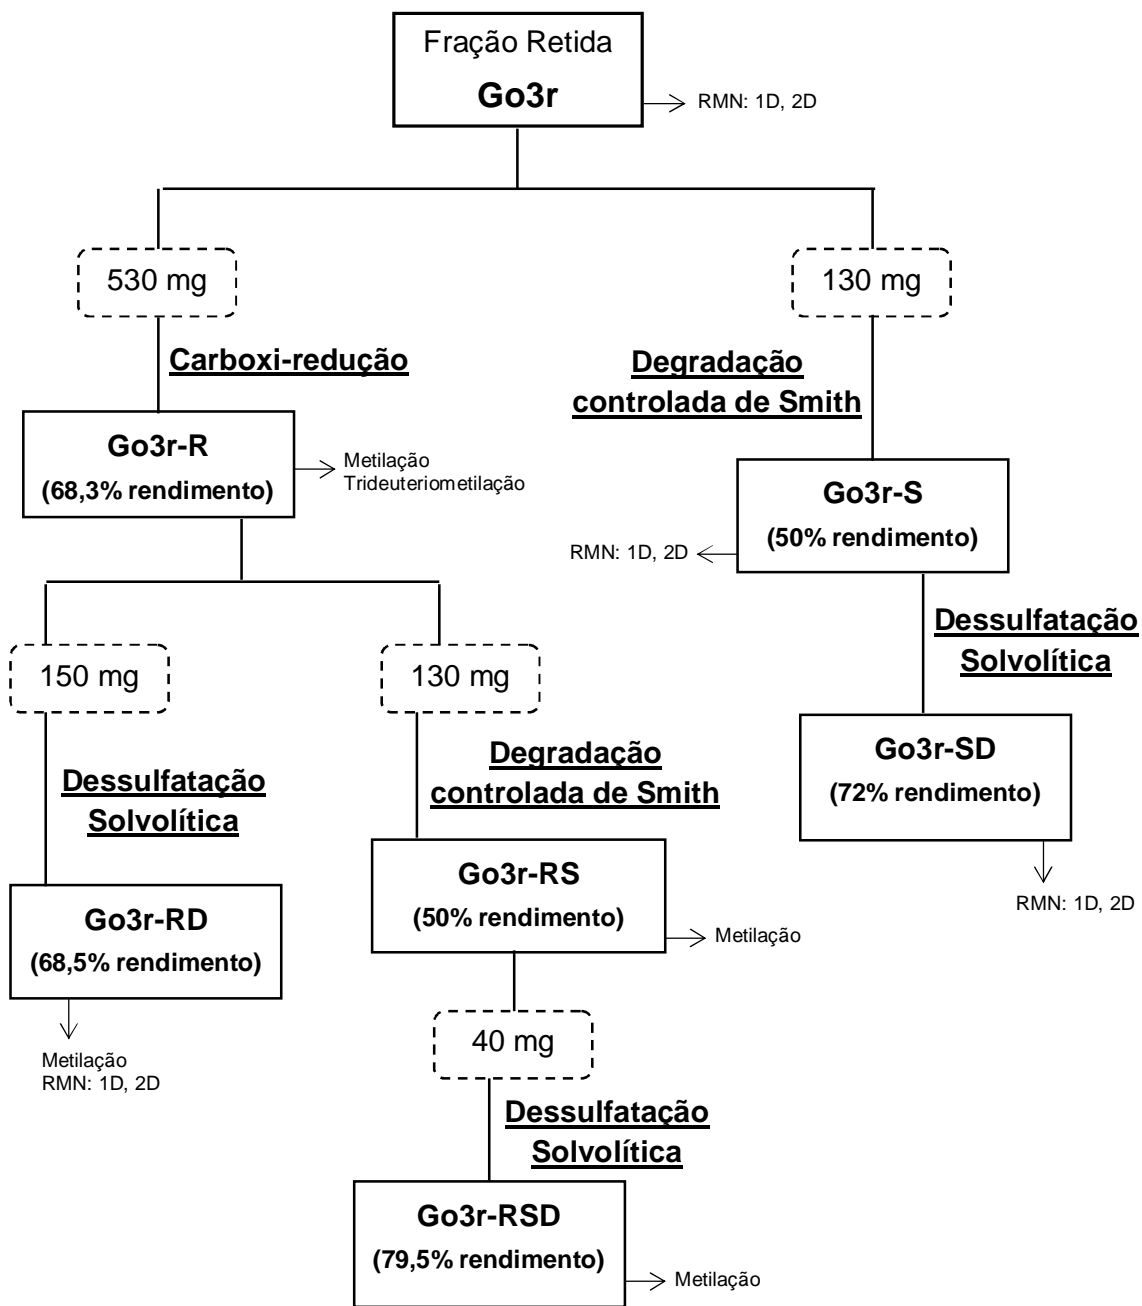 Fração Retida
Go3r
RMN: 1D, 2D
530 mg
130 mg
Carboxi-redução
Degradação
controlada de Smith
Go3r-R
(68,3% rendimento)
Metilação
Trideuteriometilação
Go3r-S
(50% rendimento)
RMN: 1D, 2D
150 mg
130 mg
Dessulfatação
Solvolítica
Dessulfatação
Solvolítica
Degradação
controlada de Smith
Go3r-SD
(72% rendimento)
RMN: 1D, 2D
Go3r-RD
(68,5% rendimento)
Metilação
RMN: 1D, 2D
Go3r-RS
(50% rendimento)
Metilação
40 mg
Dessulfatação
Solvolítica
Go3r-RSD
(79,5% rendimento)
Metilação